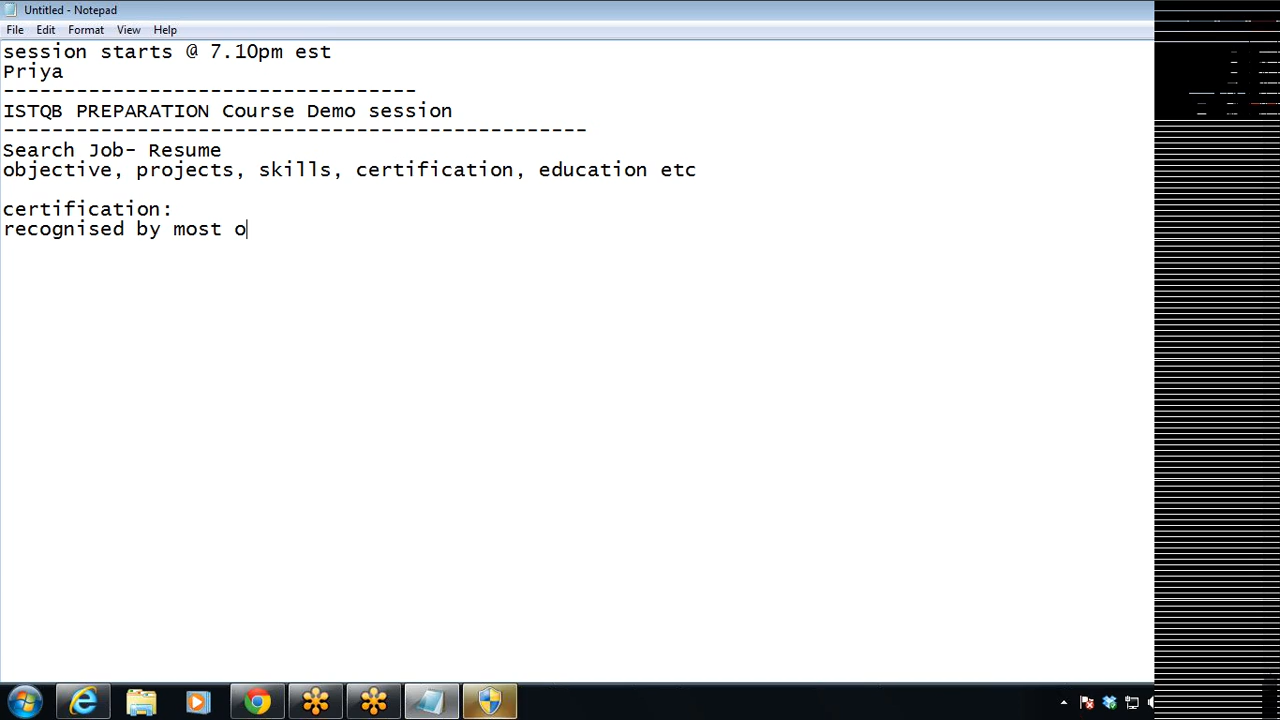 Untitled - Notepad
File Edit Format View Help
session starts @ 7.10pm est
Priya
----------------------------------
ISTQB PREPARATION Course Demo session
------------------------------------------------
Search Job- Resume
objective, projects, skills, certification, education etc
certification:
recognised by most o